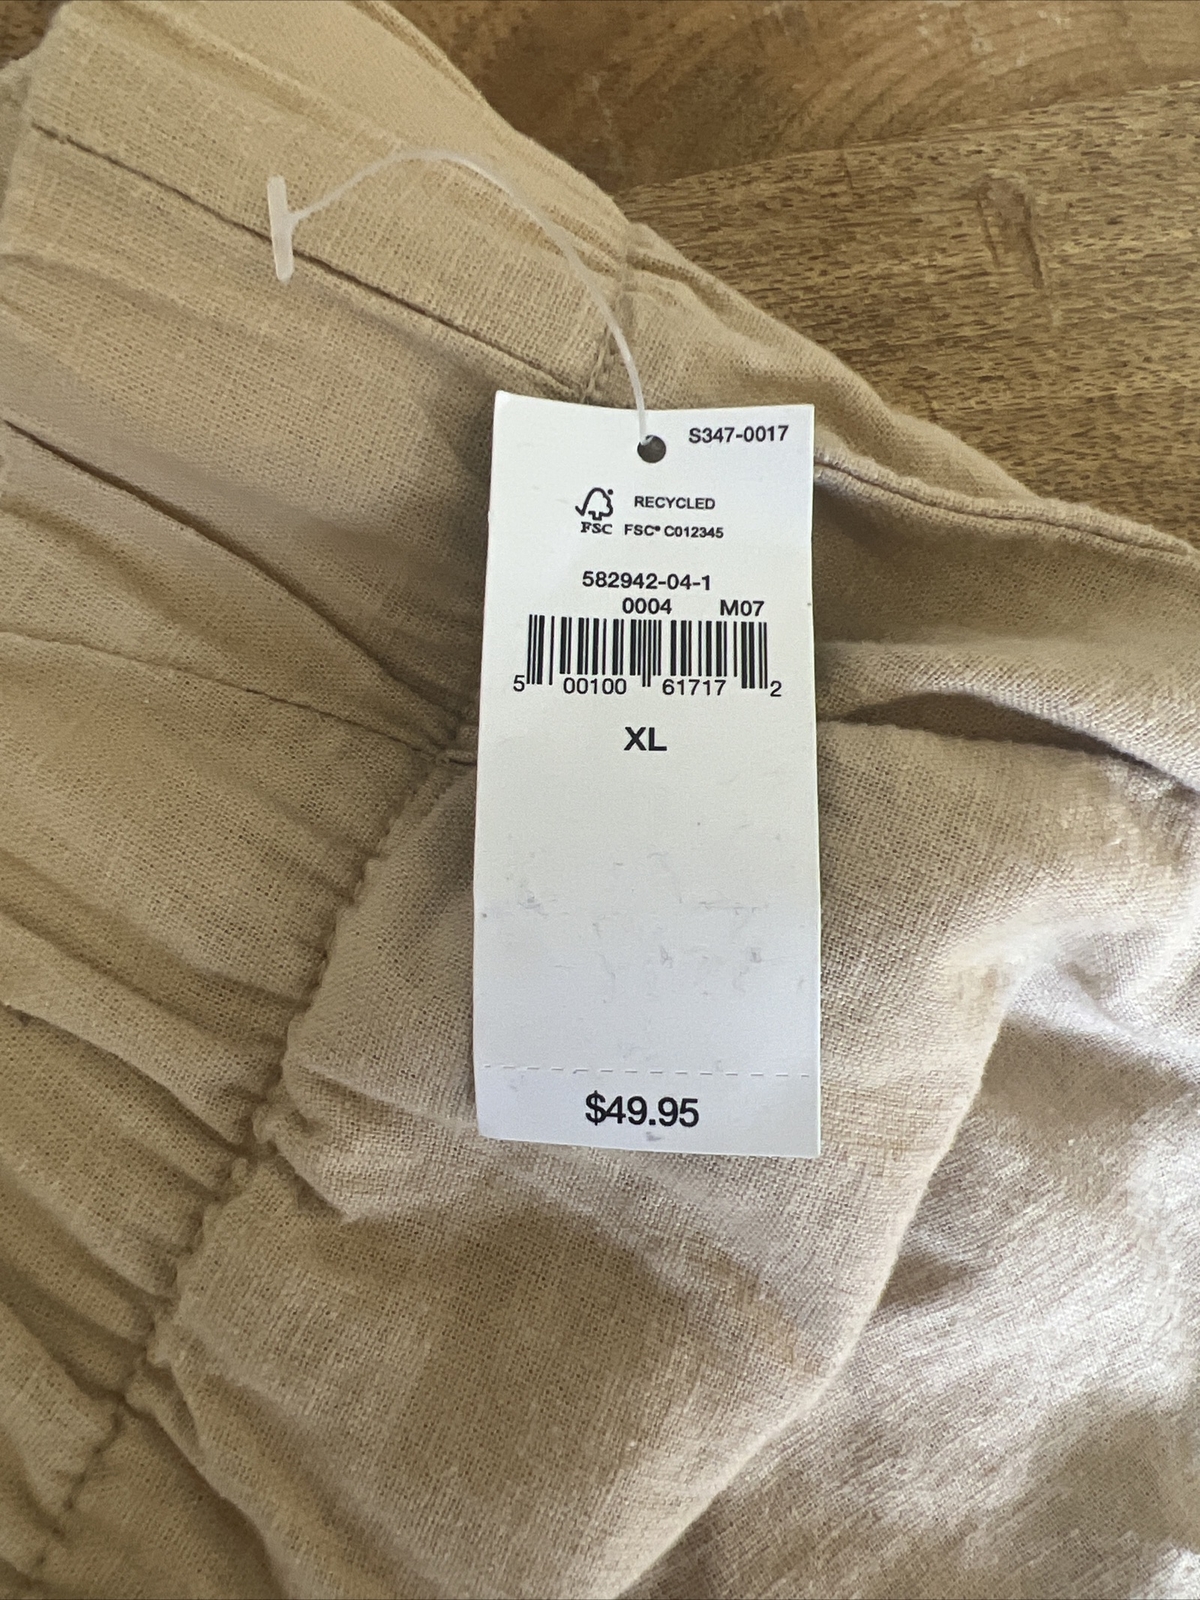 S347-0017
RECYCLED
FSC FSC® C012345
582942-04-1
0004 M07
5 00100 61717 2
XL
$49.95